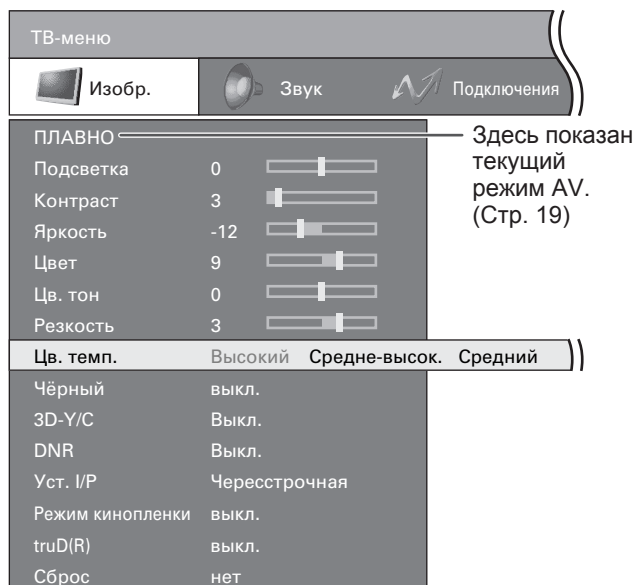 ТВ-меню
Изобр. Звук Подключения
ПЛАВНО
Здесь показан
текущий
режим AV.
(Стр. 19)
Подсветка 0
Контраст 3
Яркость -12
Цвет 9
Цв. тон 0
Резкость 3
Цв. темп. Высокий Средне-высок. Средний
Чёрный выкл.
3D-Y/C Выкл.
DNR Выкл.
Уст. I/P Чересстрочная
Режим кинопленки выкл.
truD(R) выкл.
Сброс нет